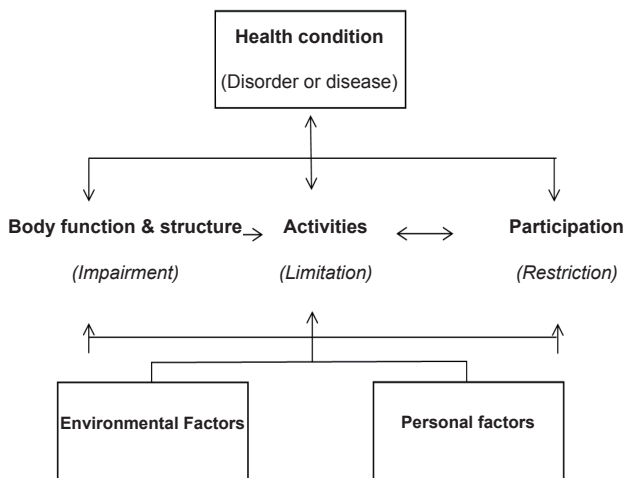 Health condition
(Disorder or disease)
Body function & structure Activities Participation
(Impairment) (Limitation) (Restriction)
Environmental Factors Personal factors